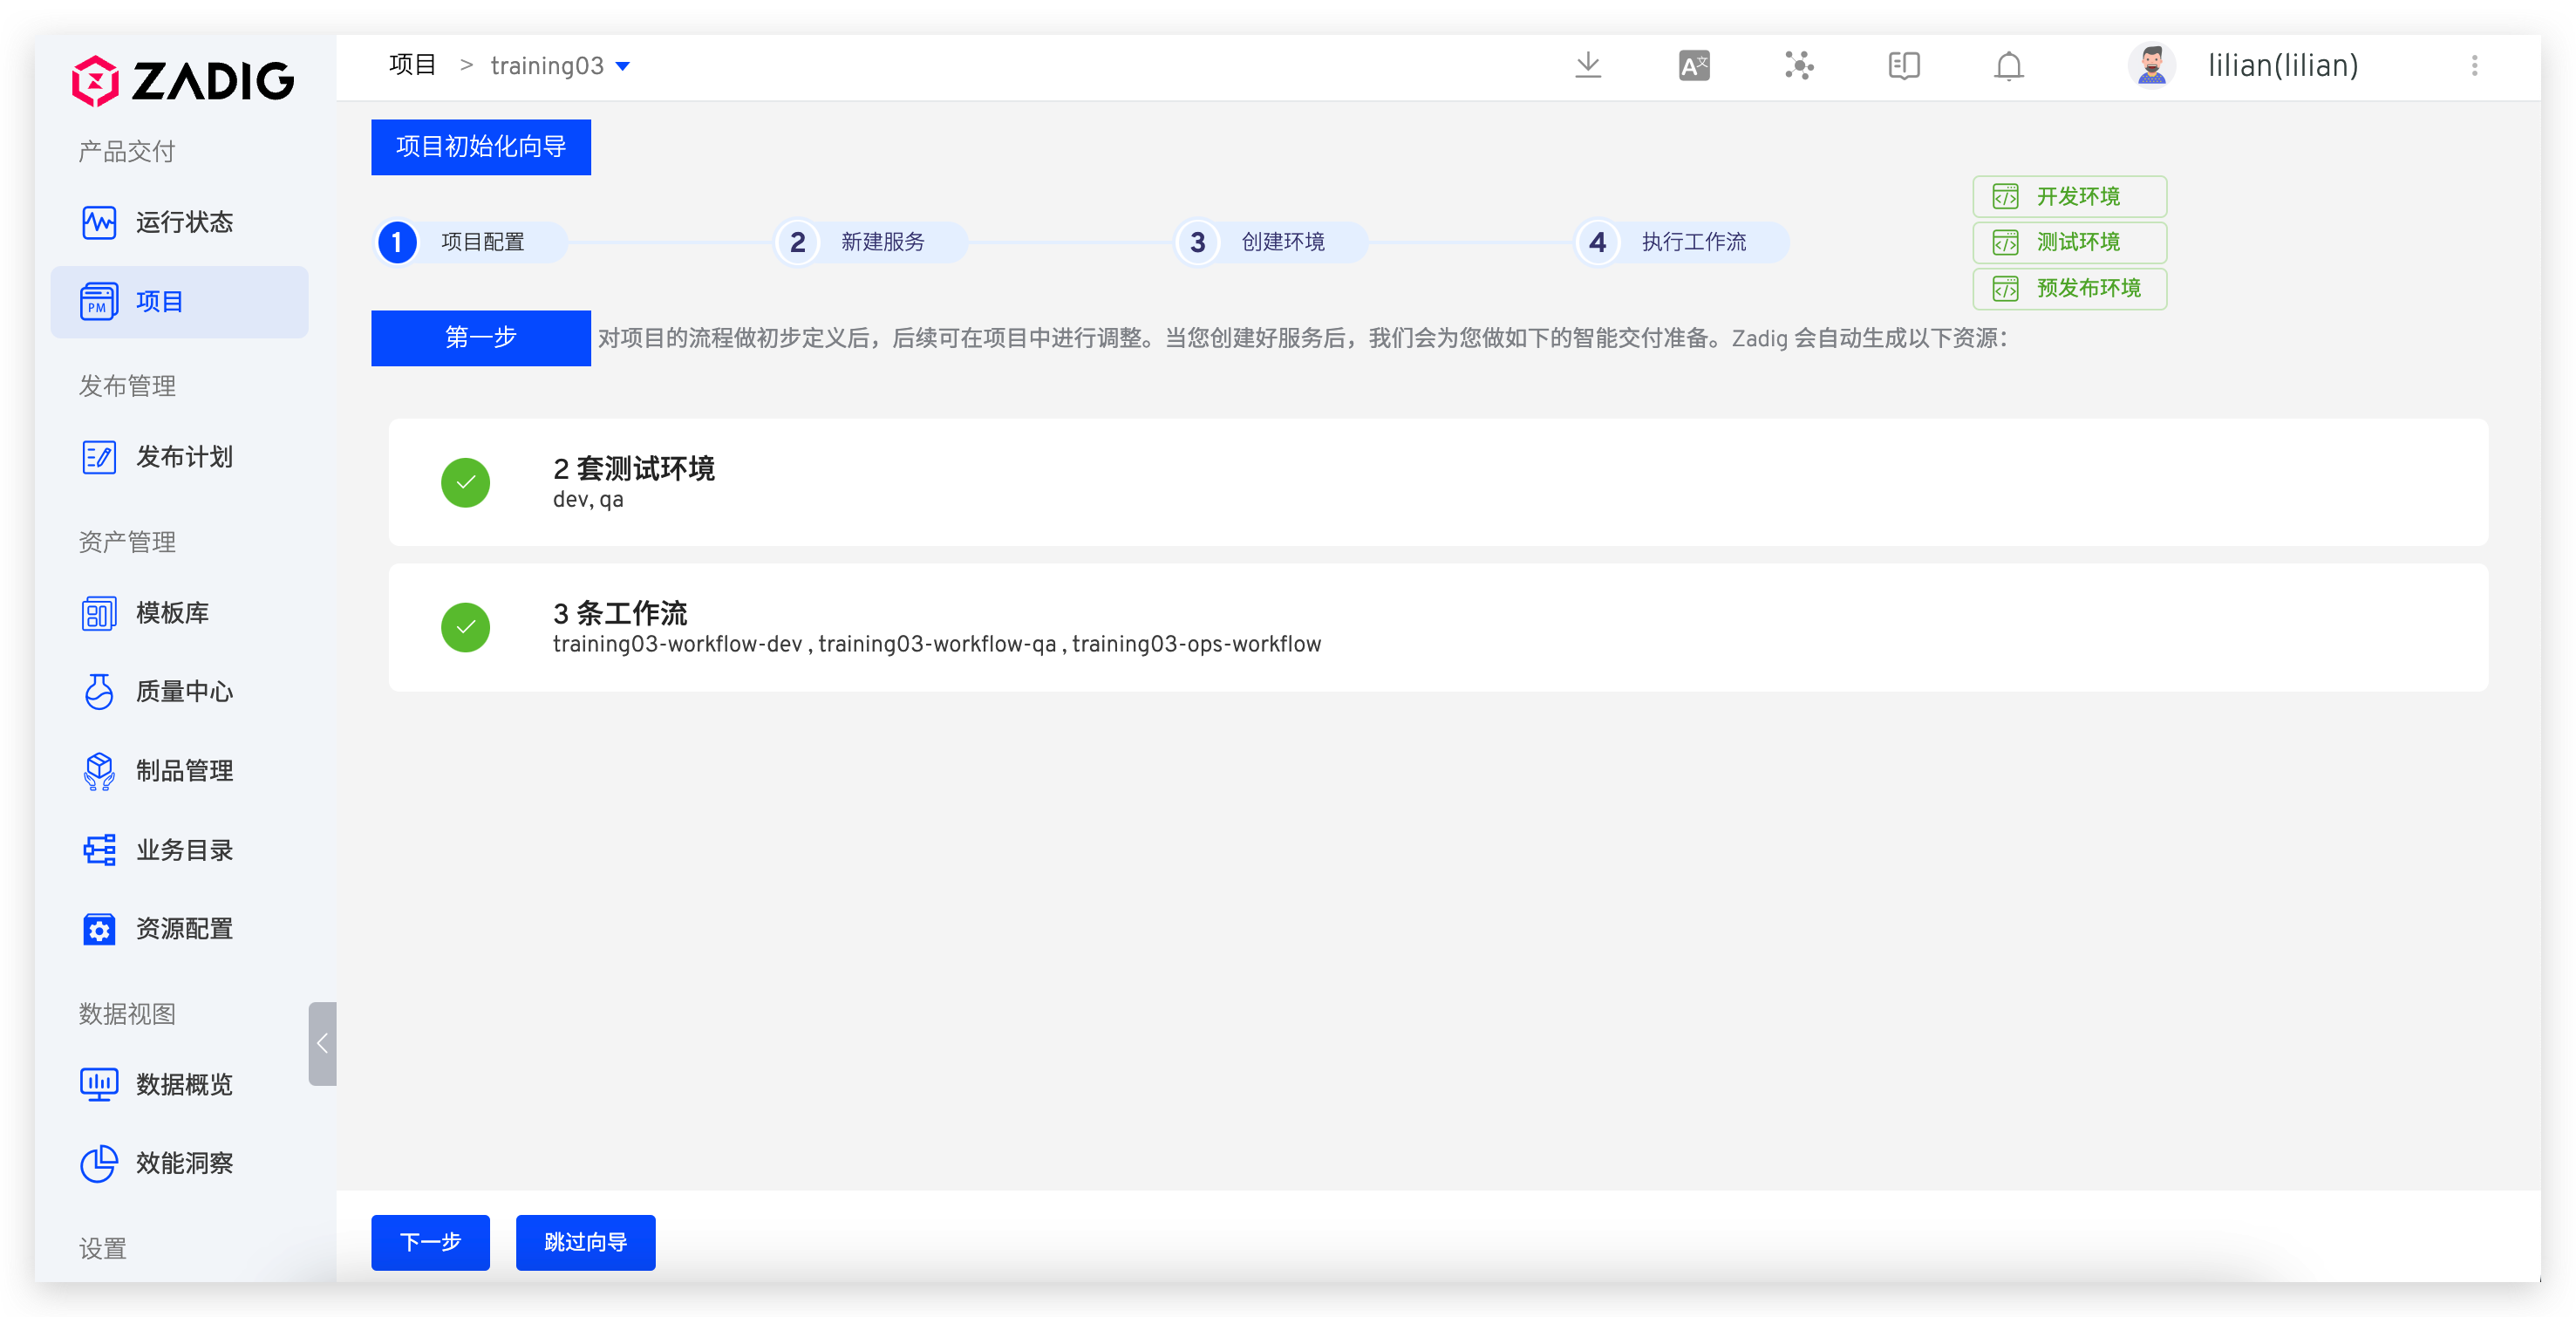 ZADIG
产品交付
运行状态
PM
项目
发布管理
发布计划
资产管理
模板库
质量中心
制品管理
业务目录
资源配置
数据视图
数据概览
效能洞察
设置
项目 > training03
A文
lilian(lilian)
项目初始化向导
1 项目配置
2 新建服务
3 创建环境
4 执行工作流
</> 开发环境
</> 测试环境
</> 预发布环境
第一步 对项目的流程做初步定义后，后续可在项目中进行调整。当您创建好服务后，我们会为您做如下的智能交付准备。Zadig 会自动生成以下资源：
2 套测试环境
dev, qa
3 条工作流
training03-workflow-dev , training03-workflow-qa , training03-ops-workflow
下一步
跳过向导